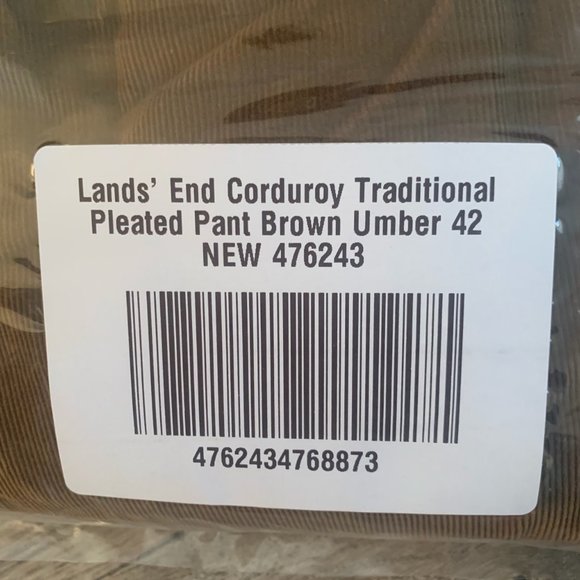 Lands' End Corduroy Traditional
Pleated Pant Brown Umber 42
NEW 476243
4762434768873